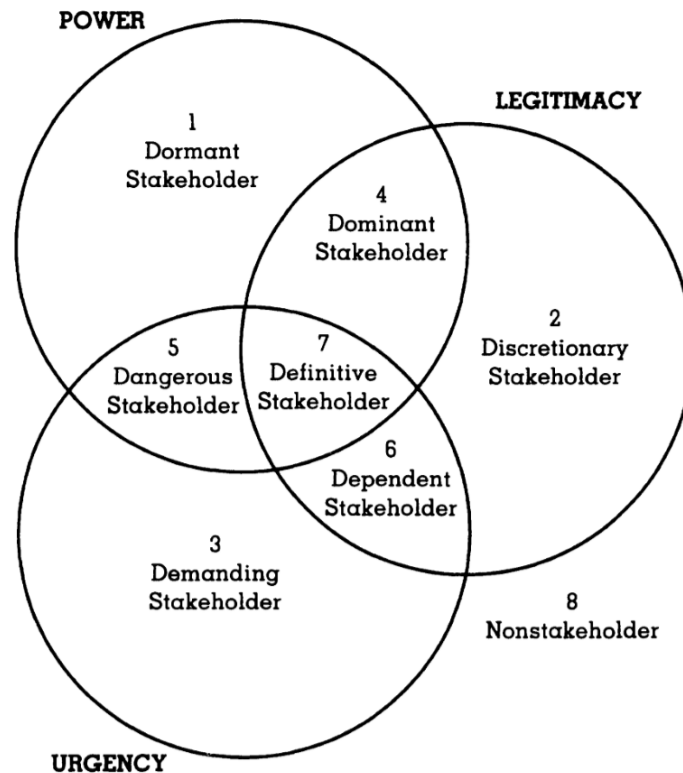 POWER
LEGITIMACY
1
Dormant
Stakeholder
4
Dominant
Stakeholder
2
Discretionary
Stakeholder
5
Dangerous
Stakeholder
7
Definitive
Stakeholder
6
Dependent
Stakeholder
3
Demanding
Stakeholder
8
Nonstakeholder
URGENCY